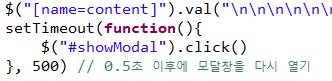 $("[name=content]").val("\n\n\n\n\n
setTimeout(function(){
    $("#showModal").click()
}, 500) // 0.5초 이후에 모달창을 다시 열기